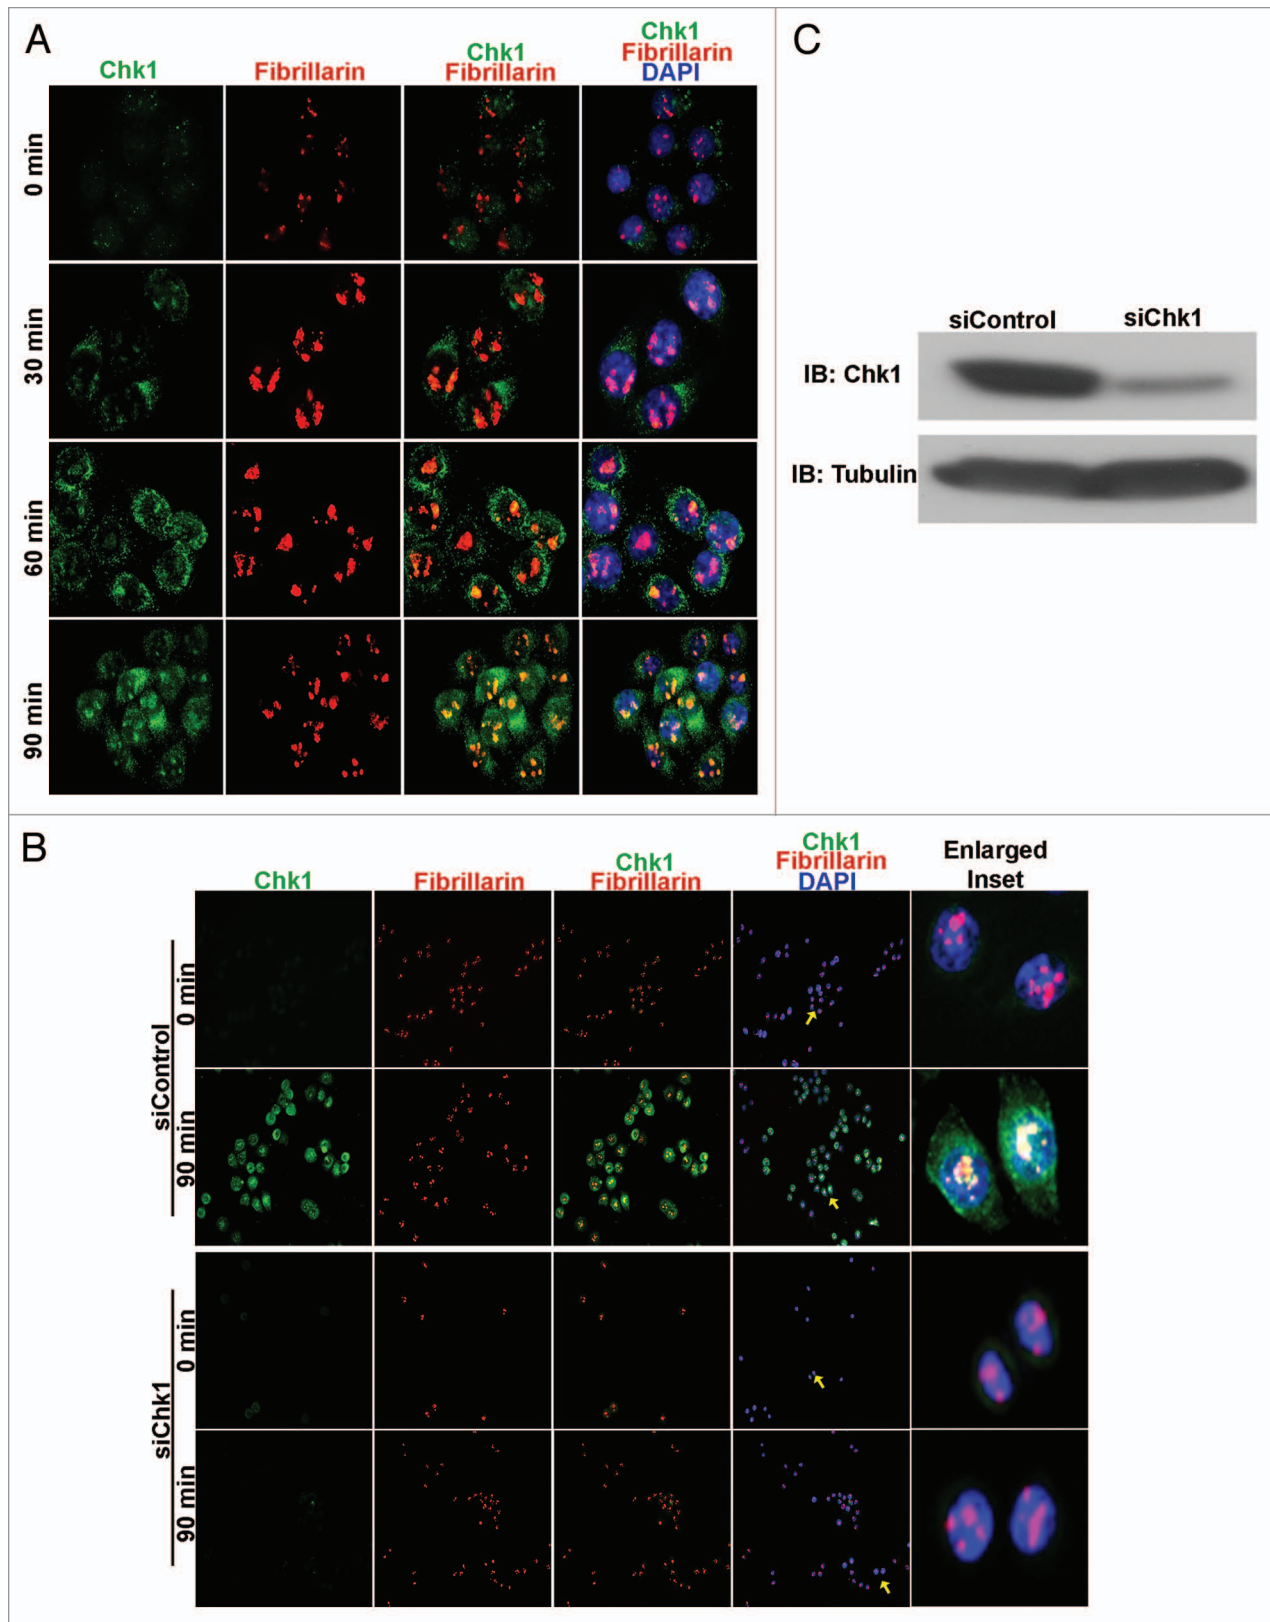 A
Chk1
Fibrillarin
Chk1
Fibrillarin
Chk1
Fibrillarin
DAPI
0 min
30 min
60 min
90 min
C
siControl
siChk1
IB: Chk1
IB: Tubulin
B
Chk1
Fibrillarin
Chk1
Fibrillarin
Chk1
Fibrillarin
DAPI
Enlarged
Inset
siControl
0 min
90 min
siChk1
0 min
90 min